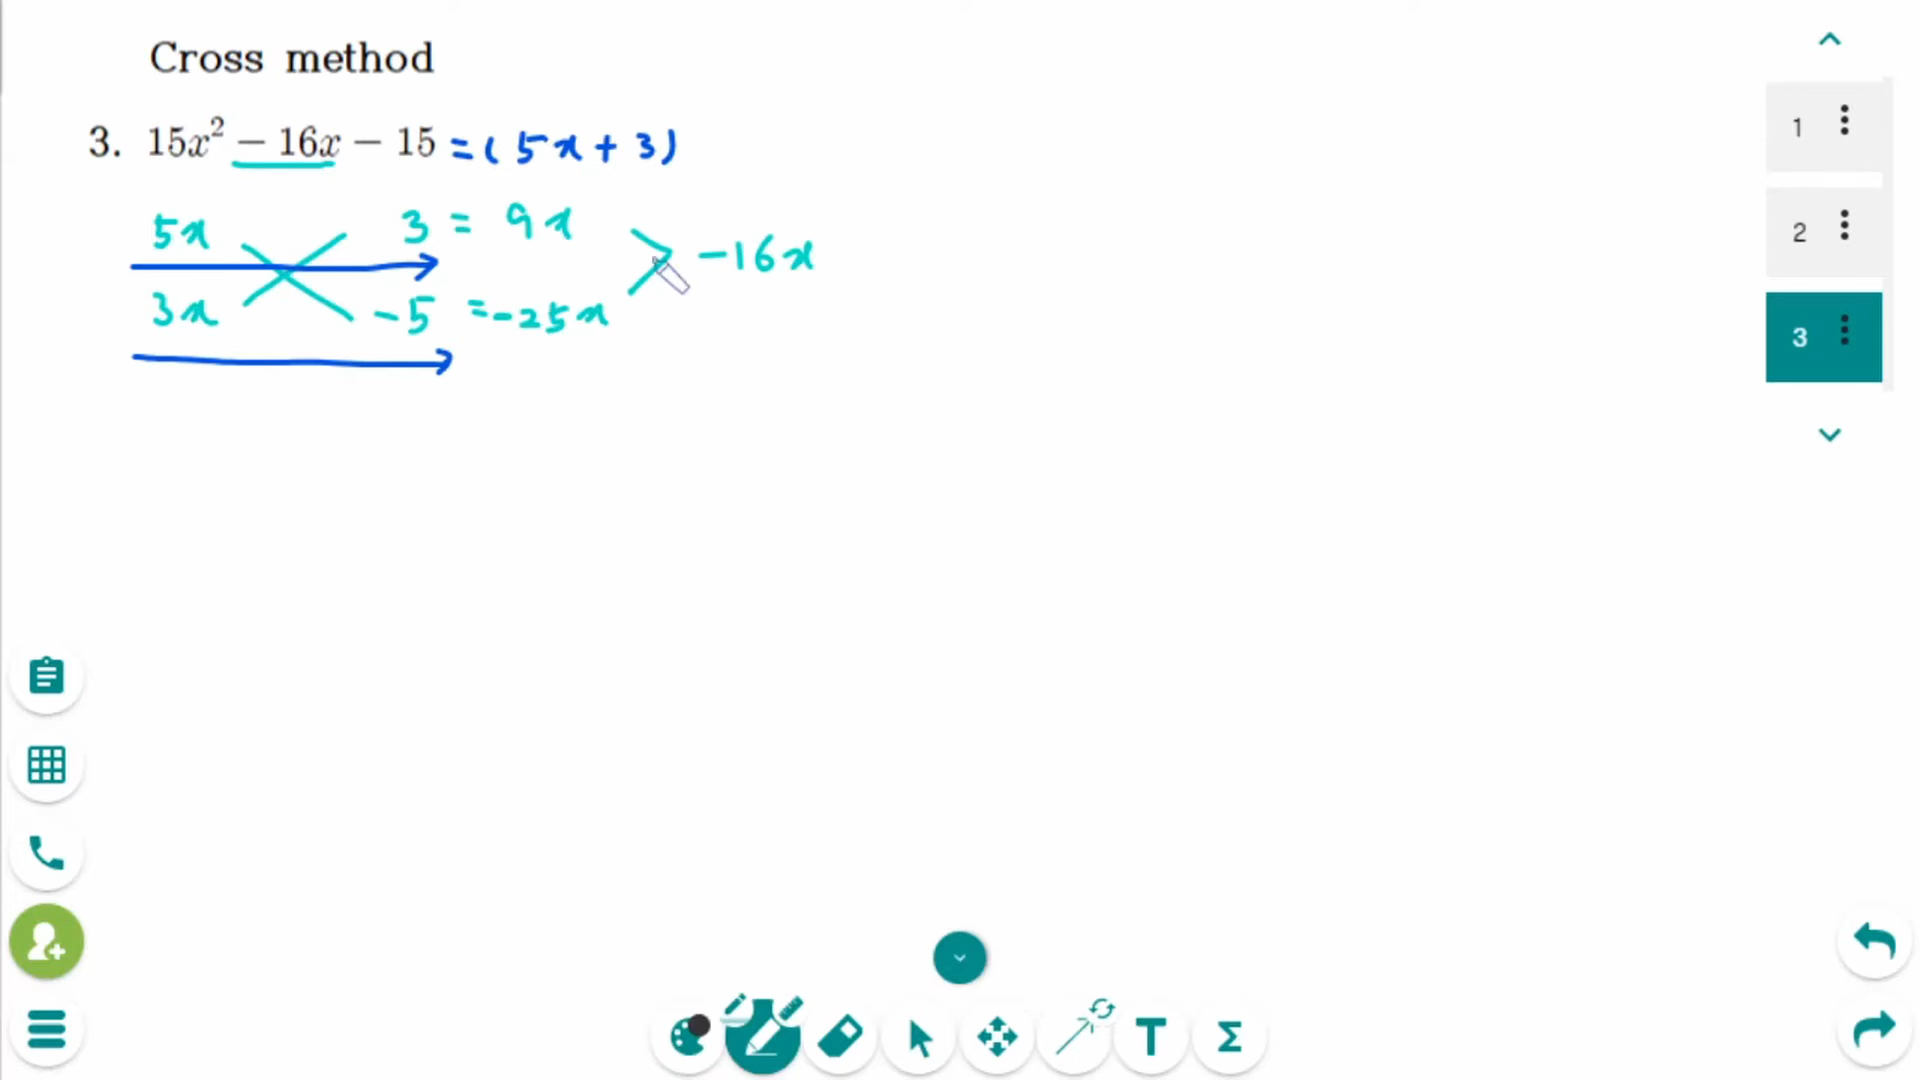 Cross method
3. 15x² − 16x − 15 = (5x + 3)
5x 3 = 9x
−16x
3x −5 = −25x
1
2
3
T
Σ